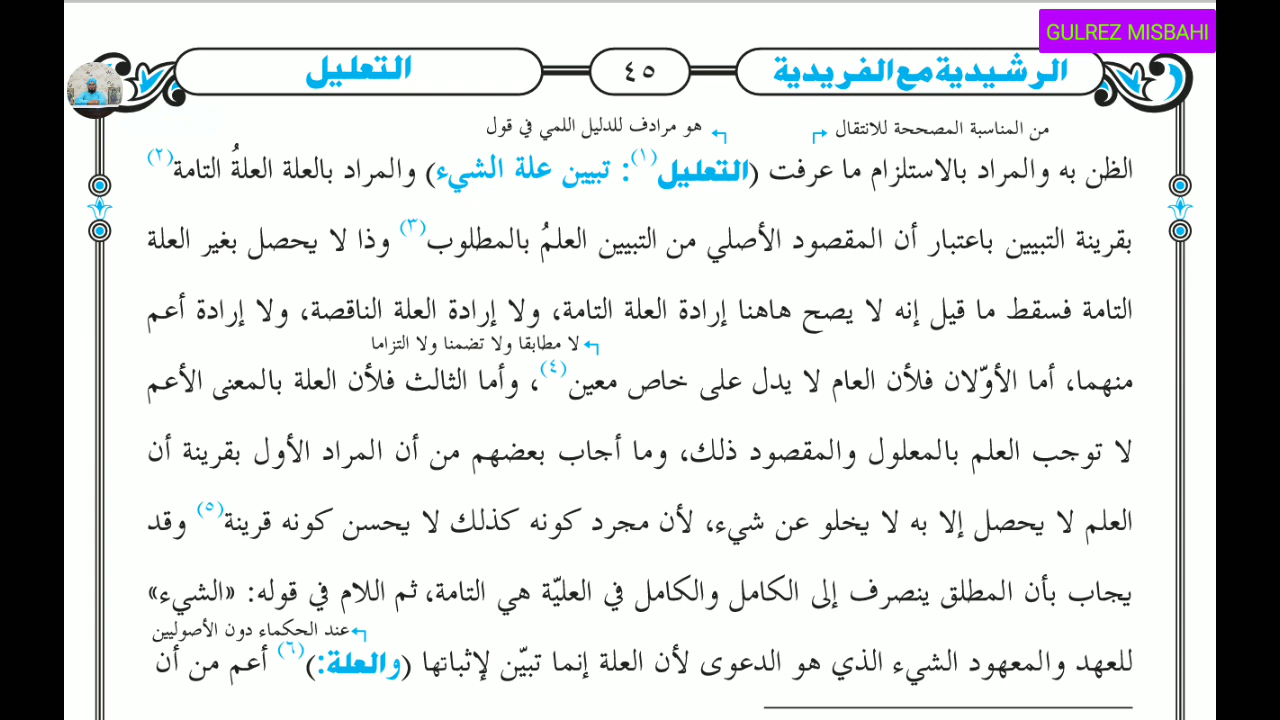 GULREZ MISBAHI
الرشيدية مع الفريدية
٤٥
التعليل
من المناسبة المصححة للانتقال
هو مرادف للدليل اللمي في قول
الظن به والمراد بالاستلزام ما عرفت (التعليل(١): تبيين علة الشيء) والمراد بالعلة العلةُ التامة(٢)
بقرينة التبيين باعتبار أن المقصود الأصلي من التبيين العلمُ بالمطلوب(٣) وذا لا يحصل بغير العلة
التامة فسقط ما قيل إنه لا يصح هاهنا إرادة العلة التامة، ولا إرادة العلة الناقصة، ولا إرادة أعم
لا مطابقا ولا تضمنا ولا التزاما
منهما، أما الأوّلان فلأن العام لا يدل على خاص معين(٤)، وأما الثالث فلأن العلة بالمعنى الأعم
لا توجب العلم بالمعلول والمقصود ذلك، وما أجاب بعضهم من أن المراد الأول بقرينة أن
العلم لا يحصل إلا به لا يخلو عن شيء، لأن مجرد كونه كذلك لا يحسن كونه قرينة(٥) وقد
يجاب بأن المطلق ينصرف إلى الكامل والكامل في العليّة هي التامة، ثم اللام في قوله: «الشيء»
عند الحكماء دون الأصوليين
للعهد والمعهود الشيء الذي هو الدعوى لأن العلة إنما تبيّن لإثباتها (والعلة:)(٦) أعم من أن